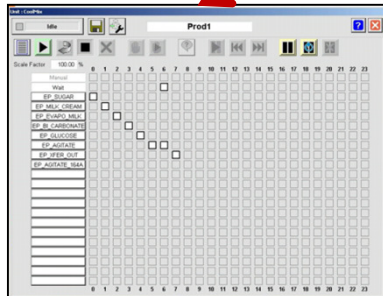 Unit : CoolMix
Idle
Prod1
Scale Factor 100.00 %
0 1 2 3 4 5 6 7 8 9 10 11 12 13 14 15 16 17 18 19 20 21 22 23
Manual
Wait
EP_SUGAR
EP_MILK_CREAM
EP_EVAPO_MILK
EP_BI_CARBONATE
EP_GLUCOSE
EP_AGITATE
EP_XFER_OUT
EP_AGITATE_164A
0 1 2 3 4 5 6 7 8 9 10 11 12 13 14 15 16 17 18 19 20 21 22 23